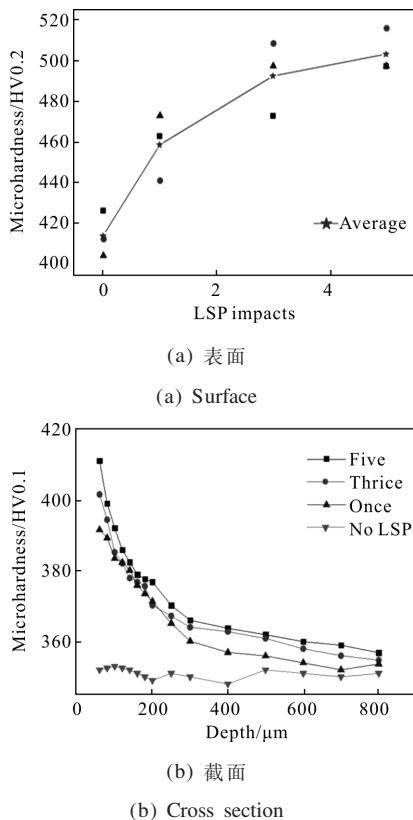 520
500
480
460
440
420
400
Microhardness/HV0.2
Average
0 2 4
LSP impacts
(a) 表面
(a) Surface
420
400
380
360
Microhardness/HV0.1
Five
Thrice
Once
No LSP
0 200 400 600 800
Depth/μm
(b) 截面
(b) Cross section